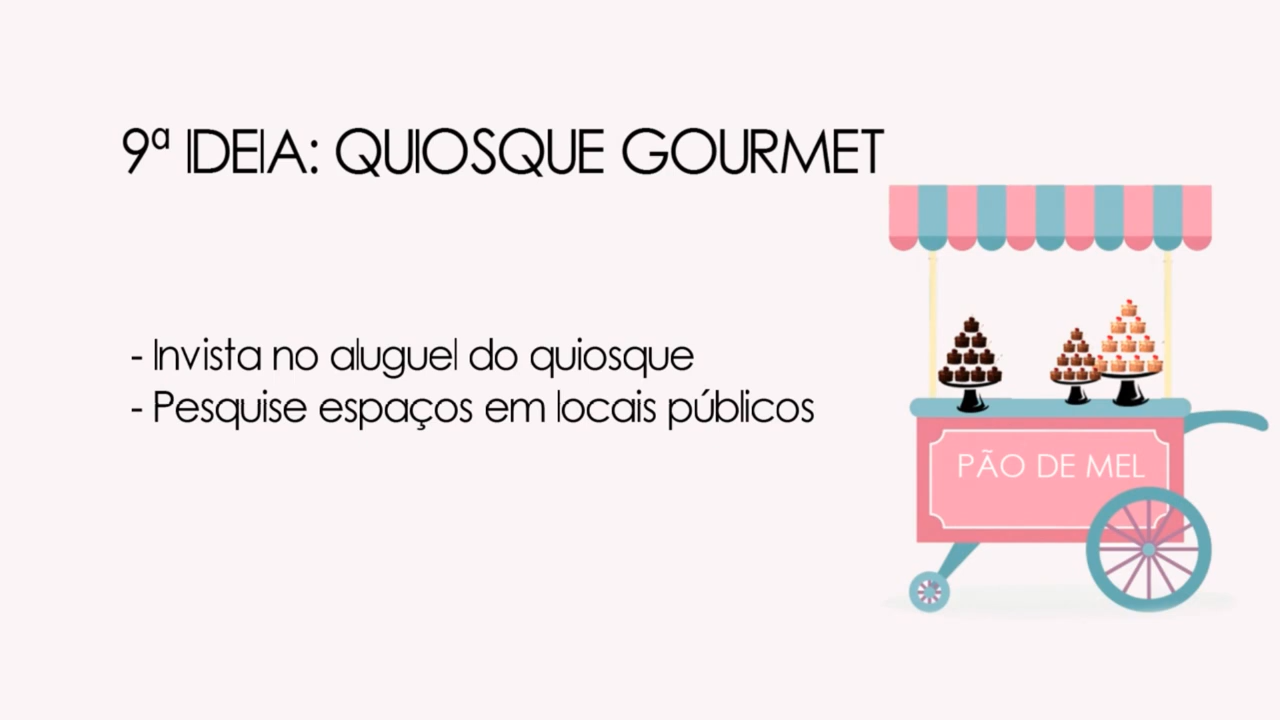 9ª IDEIA: QUIOSQUE GOURMET
- Invista no aluguel do quiosque
- Pesquise espaços em locais públicos
PÃO DE MEL